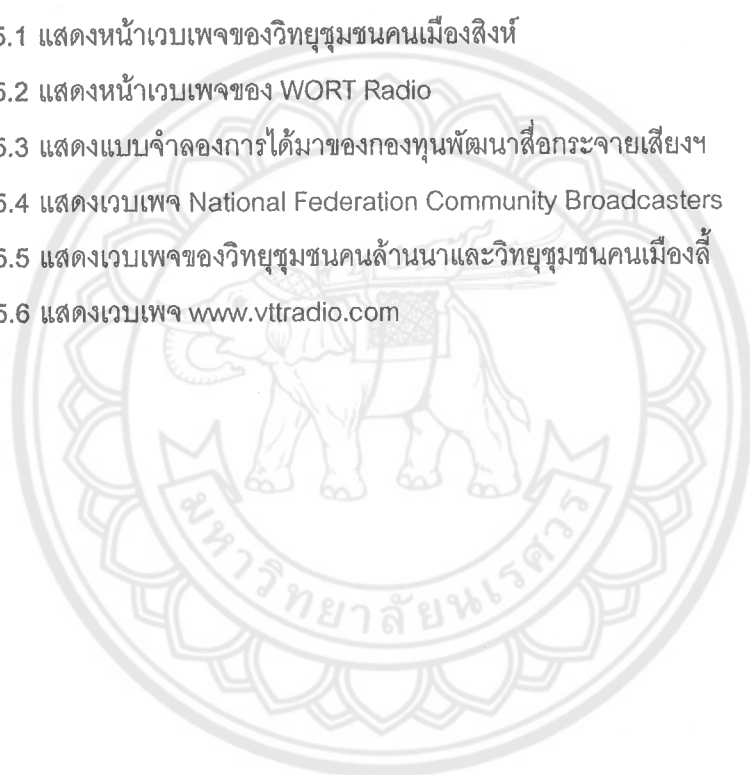 5.1 แสดงหน้าเวบเพจของวิทยุชุมชนคนเมืองสิงห์
5.2 แสดงหน้าเวบเพจของ WORT Radio
5.3 แสดงแบบจำลองการได้มาของกองทุนพัฒนาสื่อกระจายเสียงฯ
5.4 แสดงเวบเพจ National Federation Community Broadcasters
5.5 แสดงเวบเพจของวิทยุชุมชนคนล้านนาและวิทยุชุมชนคนเมืองลี้
5.6 แสดงเวบเพจ www.vttradio.com
มหาวิทยาลัยนเรศวร